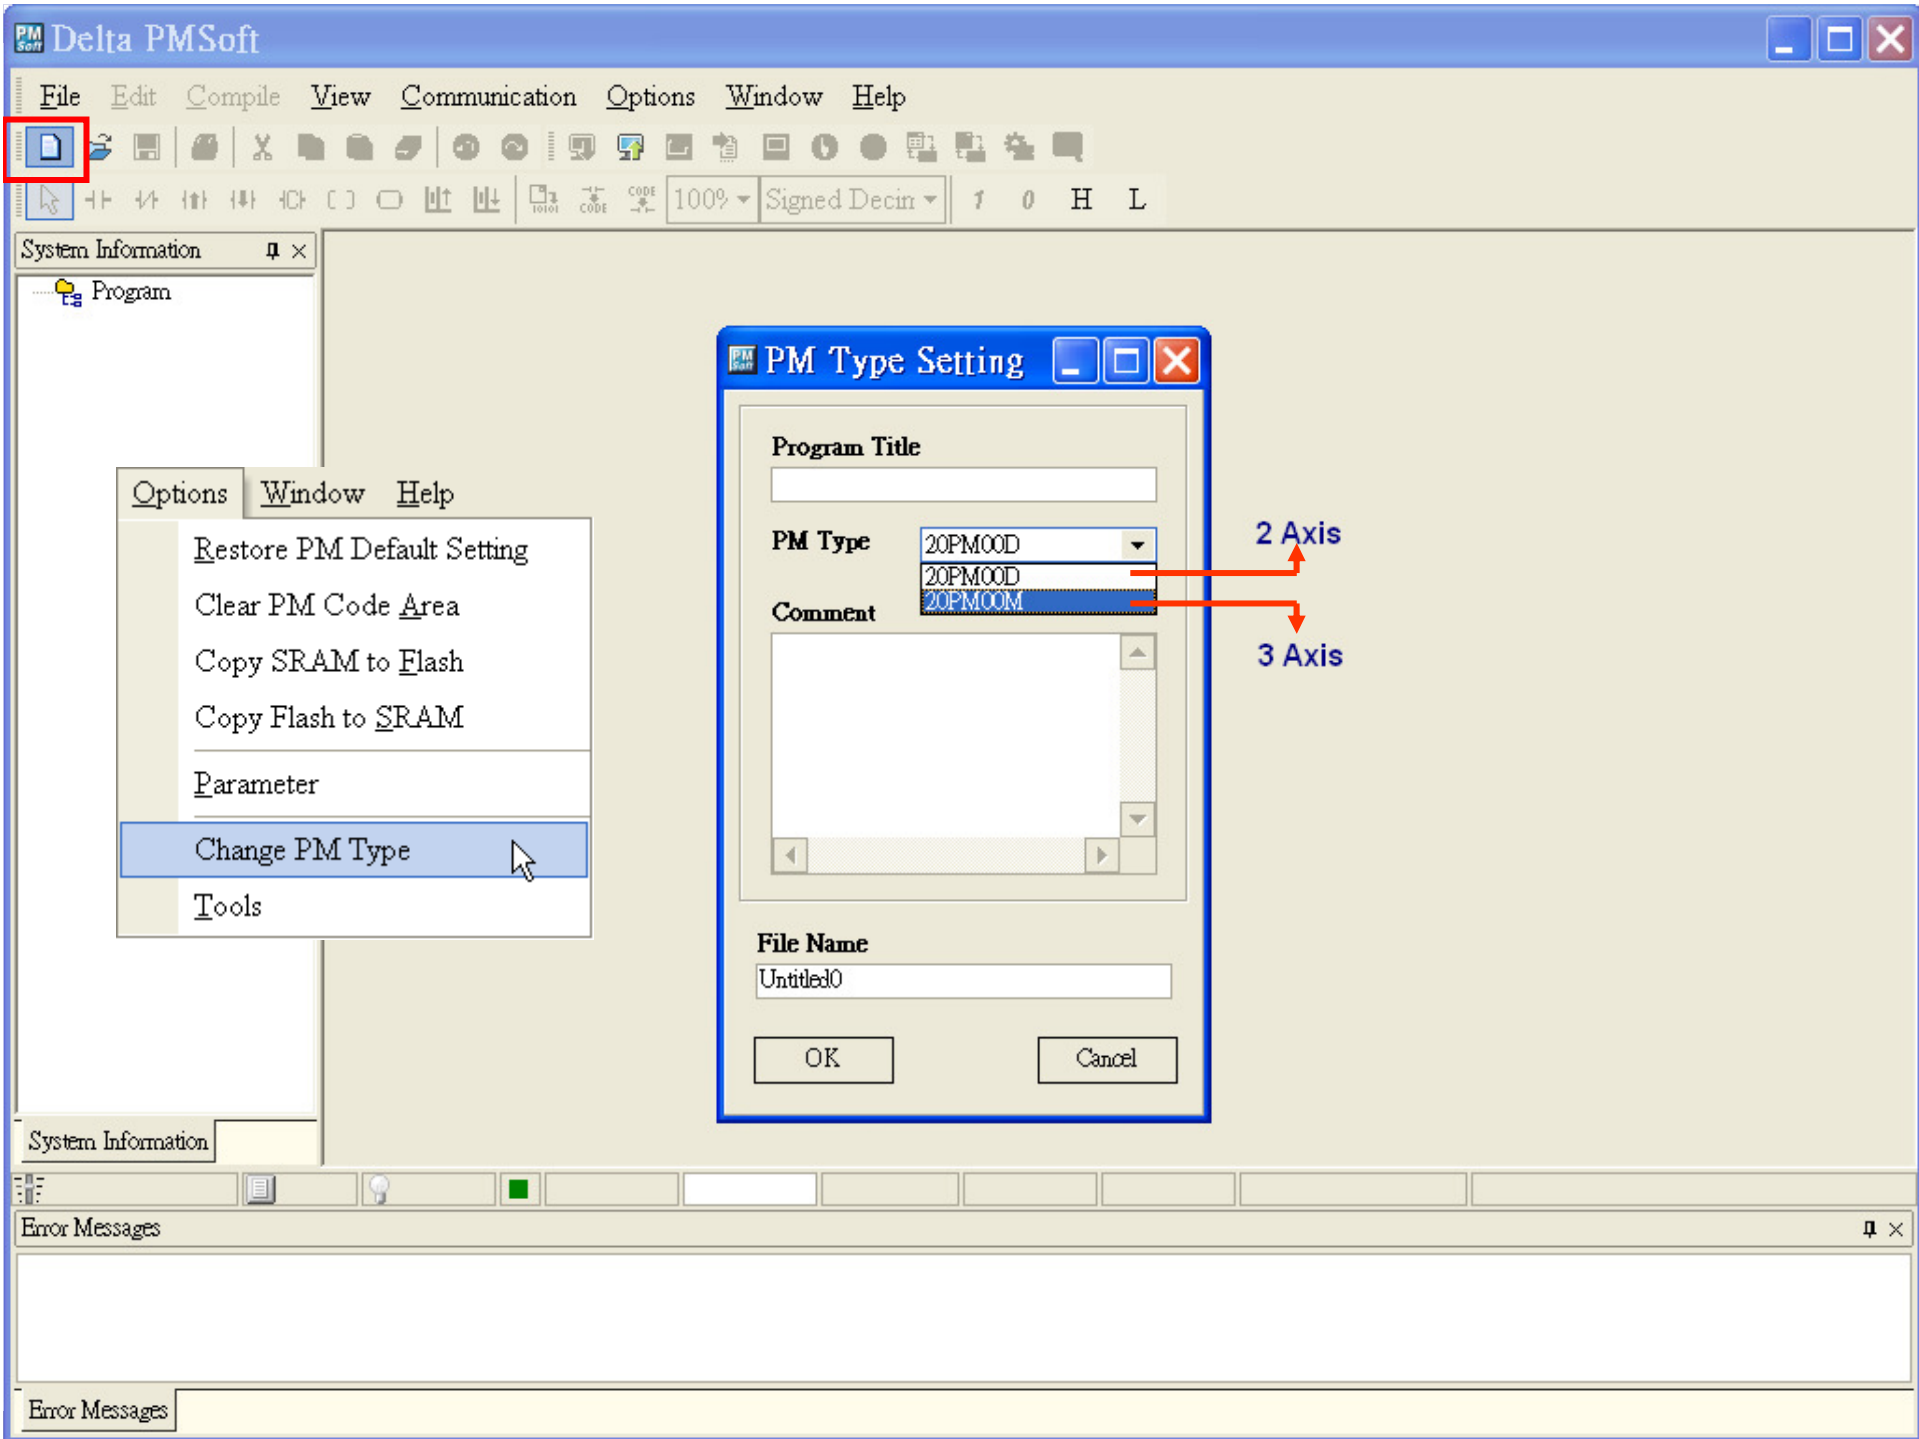 Delta PMSoft
File Edit Compile View Communication Options Window Help
100% Signed Decin 1 0 H L
System Information
Program
PM Type Setting
Program Title
Options Window Help
Restore PM Default Setting
Clear PM Code Area
Copy SRAM to Flash
Copy Flash to SRAM
Parameter
Change PM Type
Tools
PM Type 20PM00D
20PM00D
20PM00M
2 Axis
3 Axis
Comment
File Name
Untitled0
OK Cancel
System Information
Error Messages
Error Messages